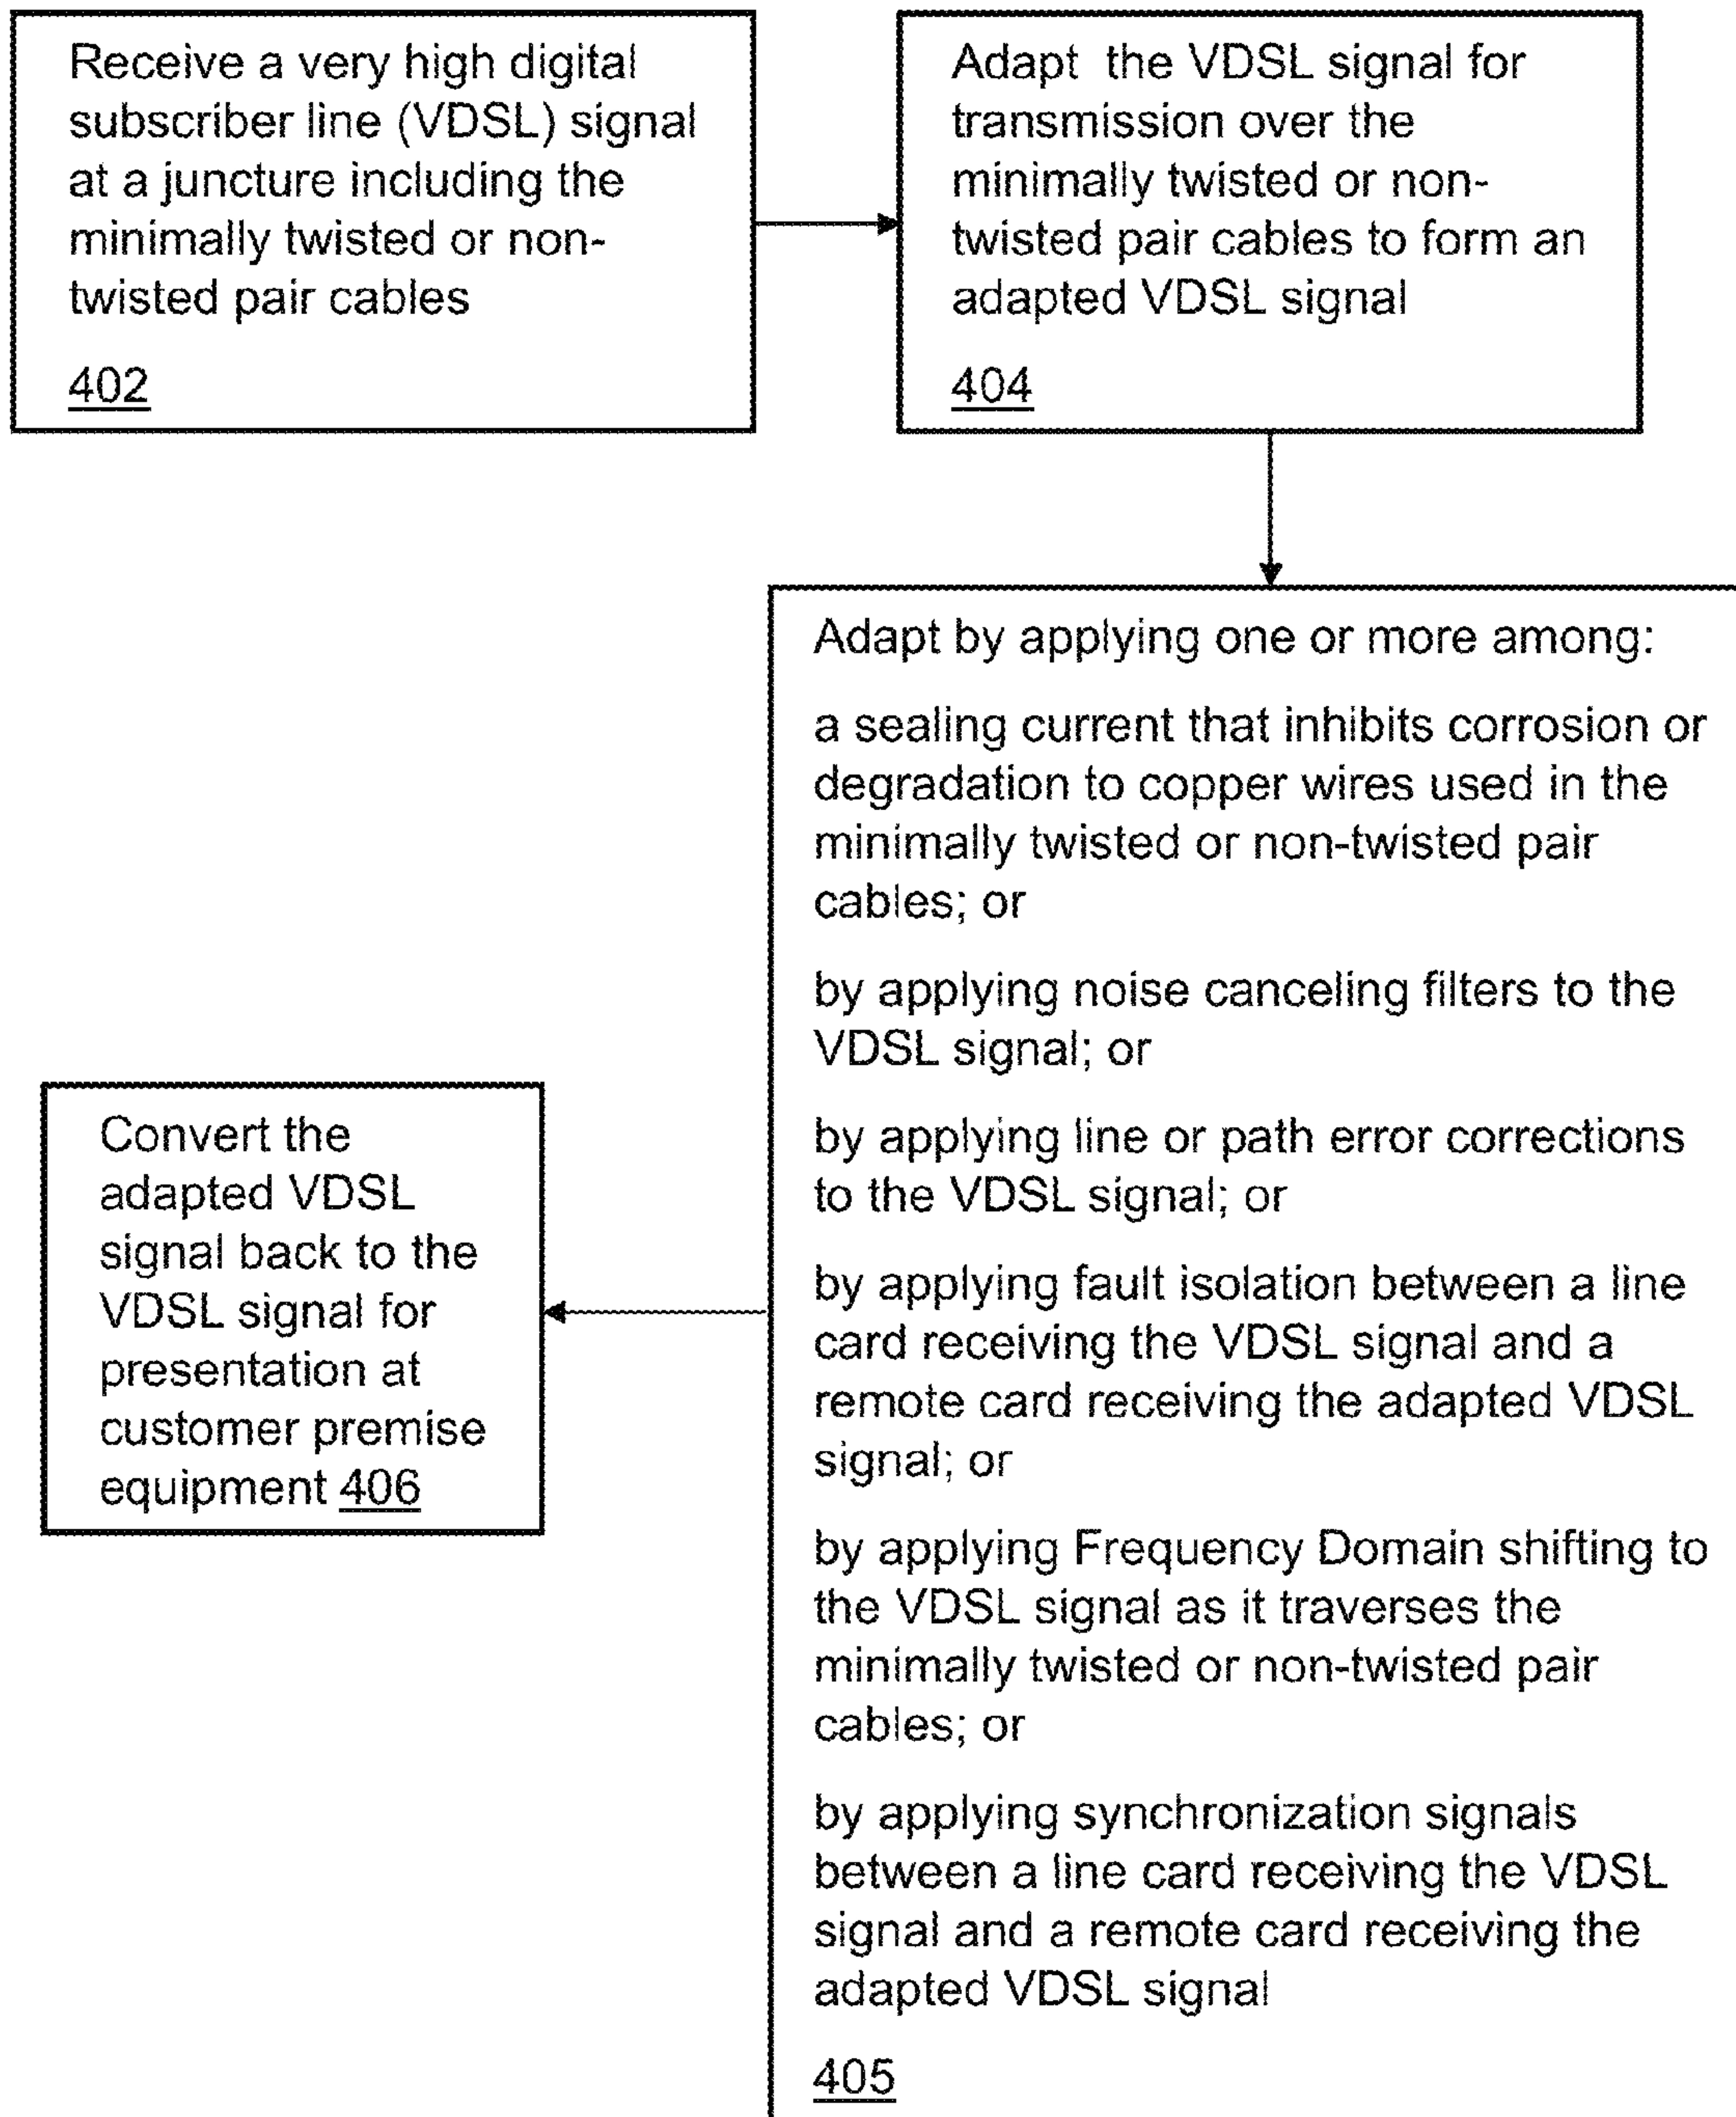 Receive a very high digital
subscriber line (VDSL) signal
at a juncture including the
minimally twisted or non-
twisted pair cables
402
Adapt the VDSL signal for
transmission over the
minimally twisted or non-
twisted pair cables to form an
adapted VDSL signal
404
Adapt by applying one or more among:
a sealing current that inhibits corrosion or
degradation to copper wires used in the
minimally twisted or non-twisted pair
cables; or
by applying noise canceling filters to the
VDSL signal; or
by applying line or path error corrections
to the VDSL signal; or
by applying fault isolation between a line
card receiving the VDSL signal and a
remote card receiving the adapted VDSL
signal; or
by applying Frequency Domain shifting to
the VDSL signal as it traverses the
minimally twisted or non-twisted pair
cables; or
by applying synchronization signals
between a line card receiving the VDSL
signal and a remote card receiving the
adapted VDSL signal
405
Convert the
adapted VDSL
signal back to the
VDSL signal for
presentation at
customer premise
equipment 406